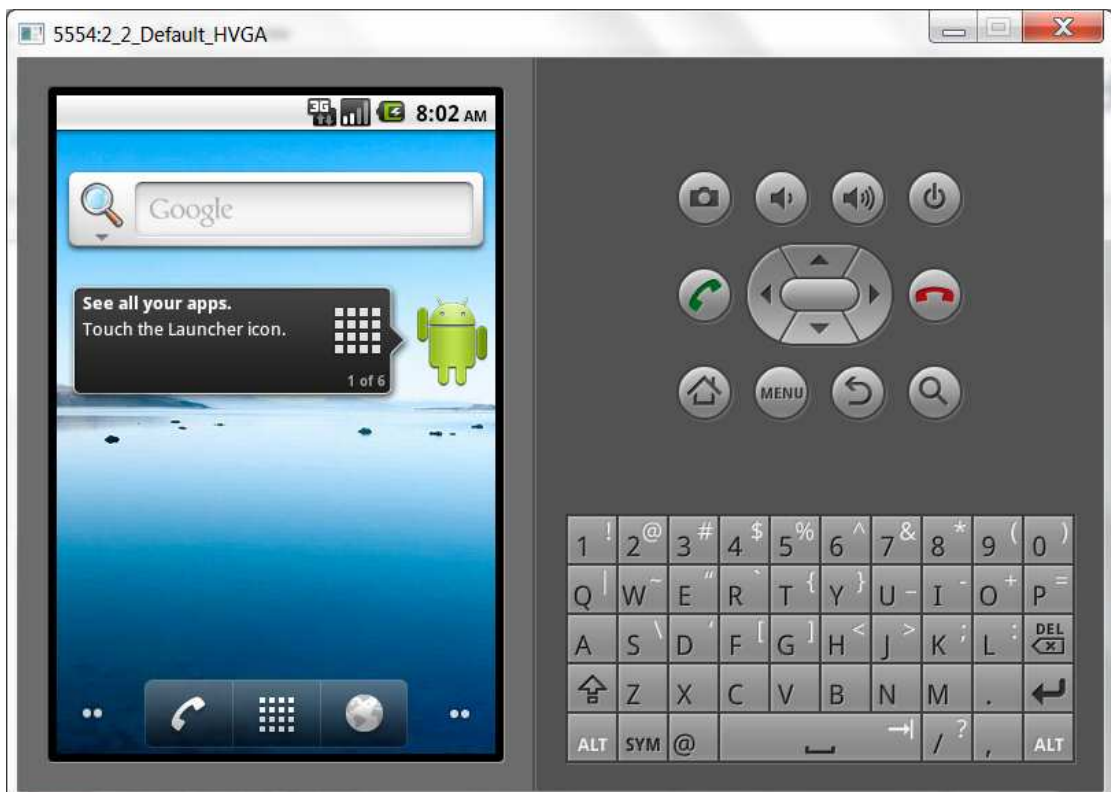 5554:2_2_Default_HVGA
3G 8:02 AM
Google
See all your apps.
Touch the Launcher icon.
1 of 6
MENU
1 ! 2 @ 3 # 4 $ 5 % 6 ^ 7 & 8 * 9 ( 0 )
Q | W ~ E " R ` T { Y } U _ I - O + P =
A S \ D ' F [ G ] H < J > K ; L : DEL
Z X C V B N M .
ALT SYM @ / ? , ALT